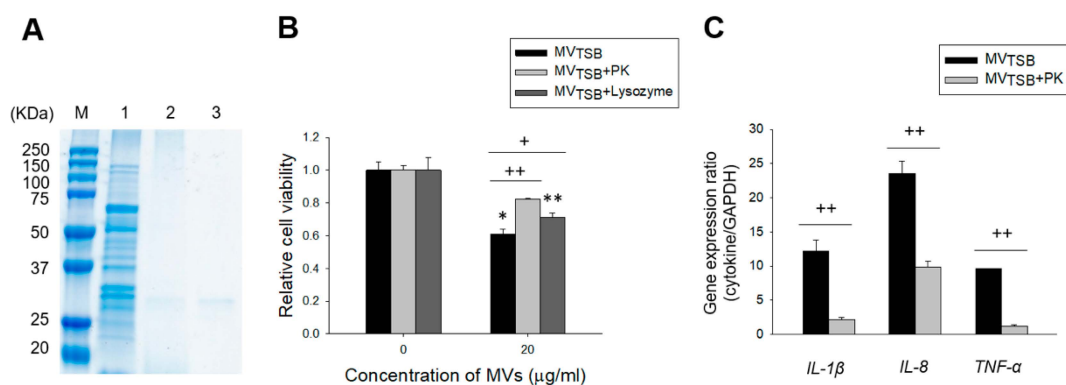 A
(KDa) M 1 2 3
250
150
100
75
50
37
25
20
B
MVTSB
MVTSB+PK
MVTSB+Lysozyme
Relative cell viability
1.2
1.0
0.8
0.6
0.4
0.2
0.0
+
++
* **
0 20
Concentration of MVs (μg/ml)
C
MVTSB
MVTSB+PK
Gene expression ratio
(cytokine/GAPDH)
30
25
20
15
10
5
0
++
++
++
IL-1β IL-8 TNF-α